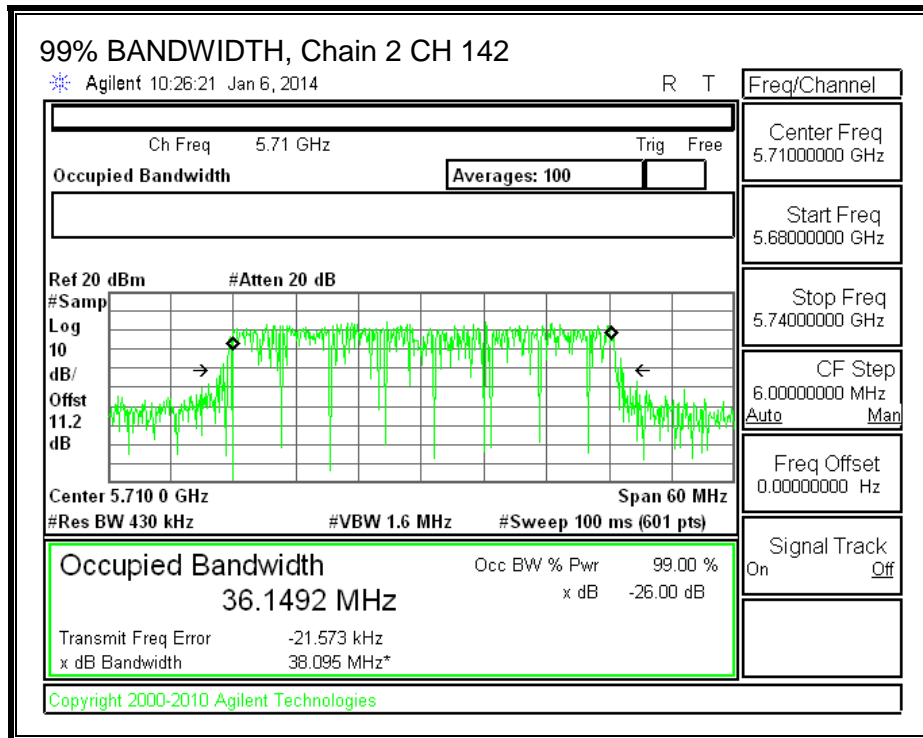 99% BANDWIDTH, Chain 2 CH 142
Agilent 10:26:21 Jan 6, 2014 R T
Ch Freq 5.71 GHz Trig Free
Occupied Bandwidth Averages: 100
Ref 20 dBm #Atten 20 dB
#Samp
Log
10
dB/
Offst
11.2
dB
Center 5.710 0 GHz Span 60 MHz
#Res BW 430 kHz #VBW 1.6 MHz #Sweep 100 ms (601 pts)
Occupied Bandwidth Occ BW % Pwr 99.00 %
36.1492 MHz x dB -26.00 dB
Transmit Freq Error -21.573 kHz
x dB Bandwidth 38.095 MHz*
Copyright 2000-2010 Agilent Technologies
Freq/Channel
Center Freq
5.71000000 GHz
Start Freq
5.68000000 GHz
Stop Freq
5.74000000 GHz
CF Step
6.00000000 MHz
Auto Man
Freq Offset
0.00000000 Hz
Signal Track
On Off